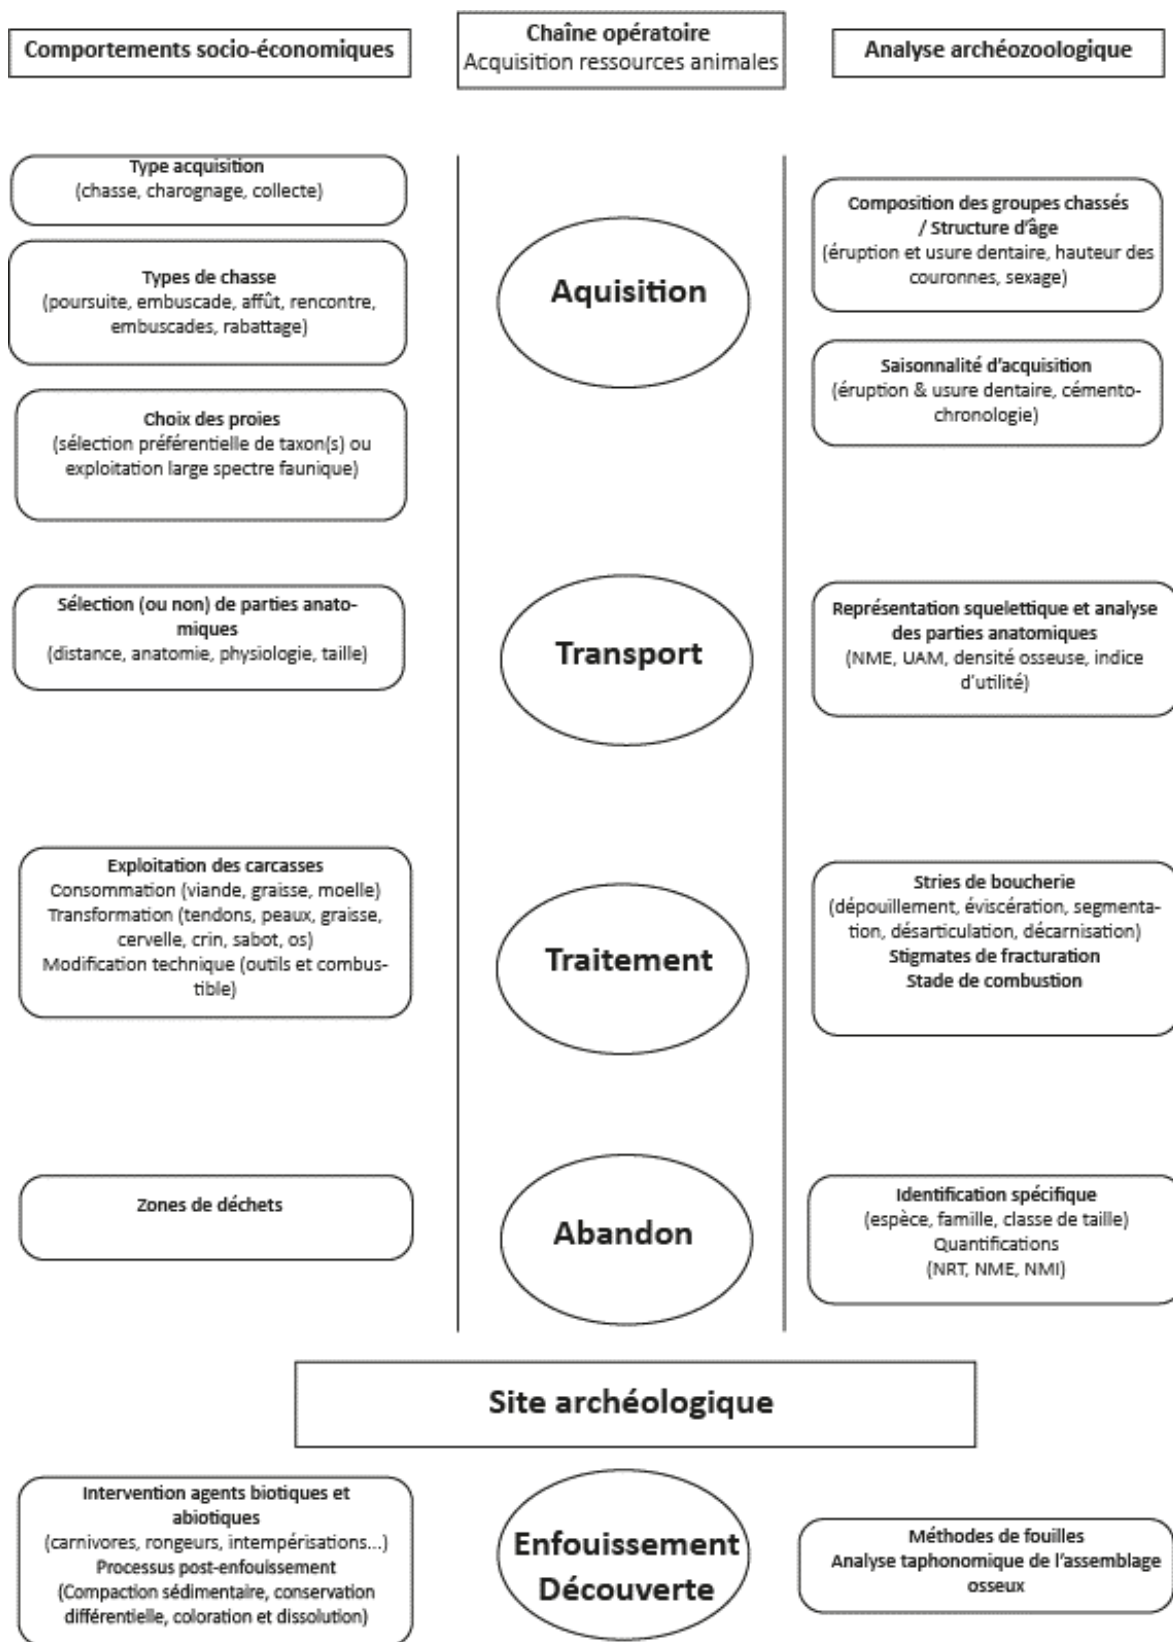 Comportements socio-économiques
Chaîne opératoire
Acquisition ressources animales
Analyse archéozoologique
Type acquisition
(chasse, charognage, collecte)
Types de chasse
(poursuite, embuscade, affût, rencontre,
embuscades, rabattage)
Choix des proies
(sélection préférentielle de taxon(s) ou
exploitation large spectre faunique)
Aquisition
Composition des groupes chassés
/ Structure d'âge
(éruption et usure dentaire, hauteur des
couronnes, sexage)
Saisonnalité d'acquisition
(éruption & usure dentaire, cémento-
chronologie)
Sélection (ou non) de parties anato-
miques
(distance, anatomie, physiologie, taille)
Transport
Représentation squelettique et analyse
des parties anatomiques
(NME, UAM, densité osseuse, indice
d'utilité)
Exploitation des carcasses
Consommation (viande, graisse, moelle)
Transformation (tendons, peaux, graisse,
cervelle, crin, sabot, os)
Modification technique (outils et combus-
tible)
Traitement
Stries de boucherie
(dépouillement, éviscération, segmenta-
tion, désarticulation, décarnisation)
Stigmates de fracturation
Stade de combustion
Zones de déchets
Abandon
Identification spécifique
(espèce, famille, classe de taille)
Quantifications
(NRT, NME, NMI)
Site archéologique
Intervention agents biotiques et
abiotiques
(carnivores, rongeurs, intempérisations...)
Processus post-enfouissement
(Compaction sédimentaire, conservation
différentielle, coloration et dissolution)
Enfouissement
Découverte
Méthodes de fouilles
Analyse taphonomique de l'assemblage
osseux